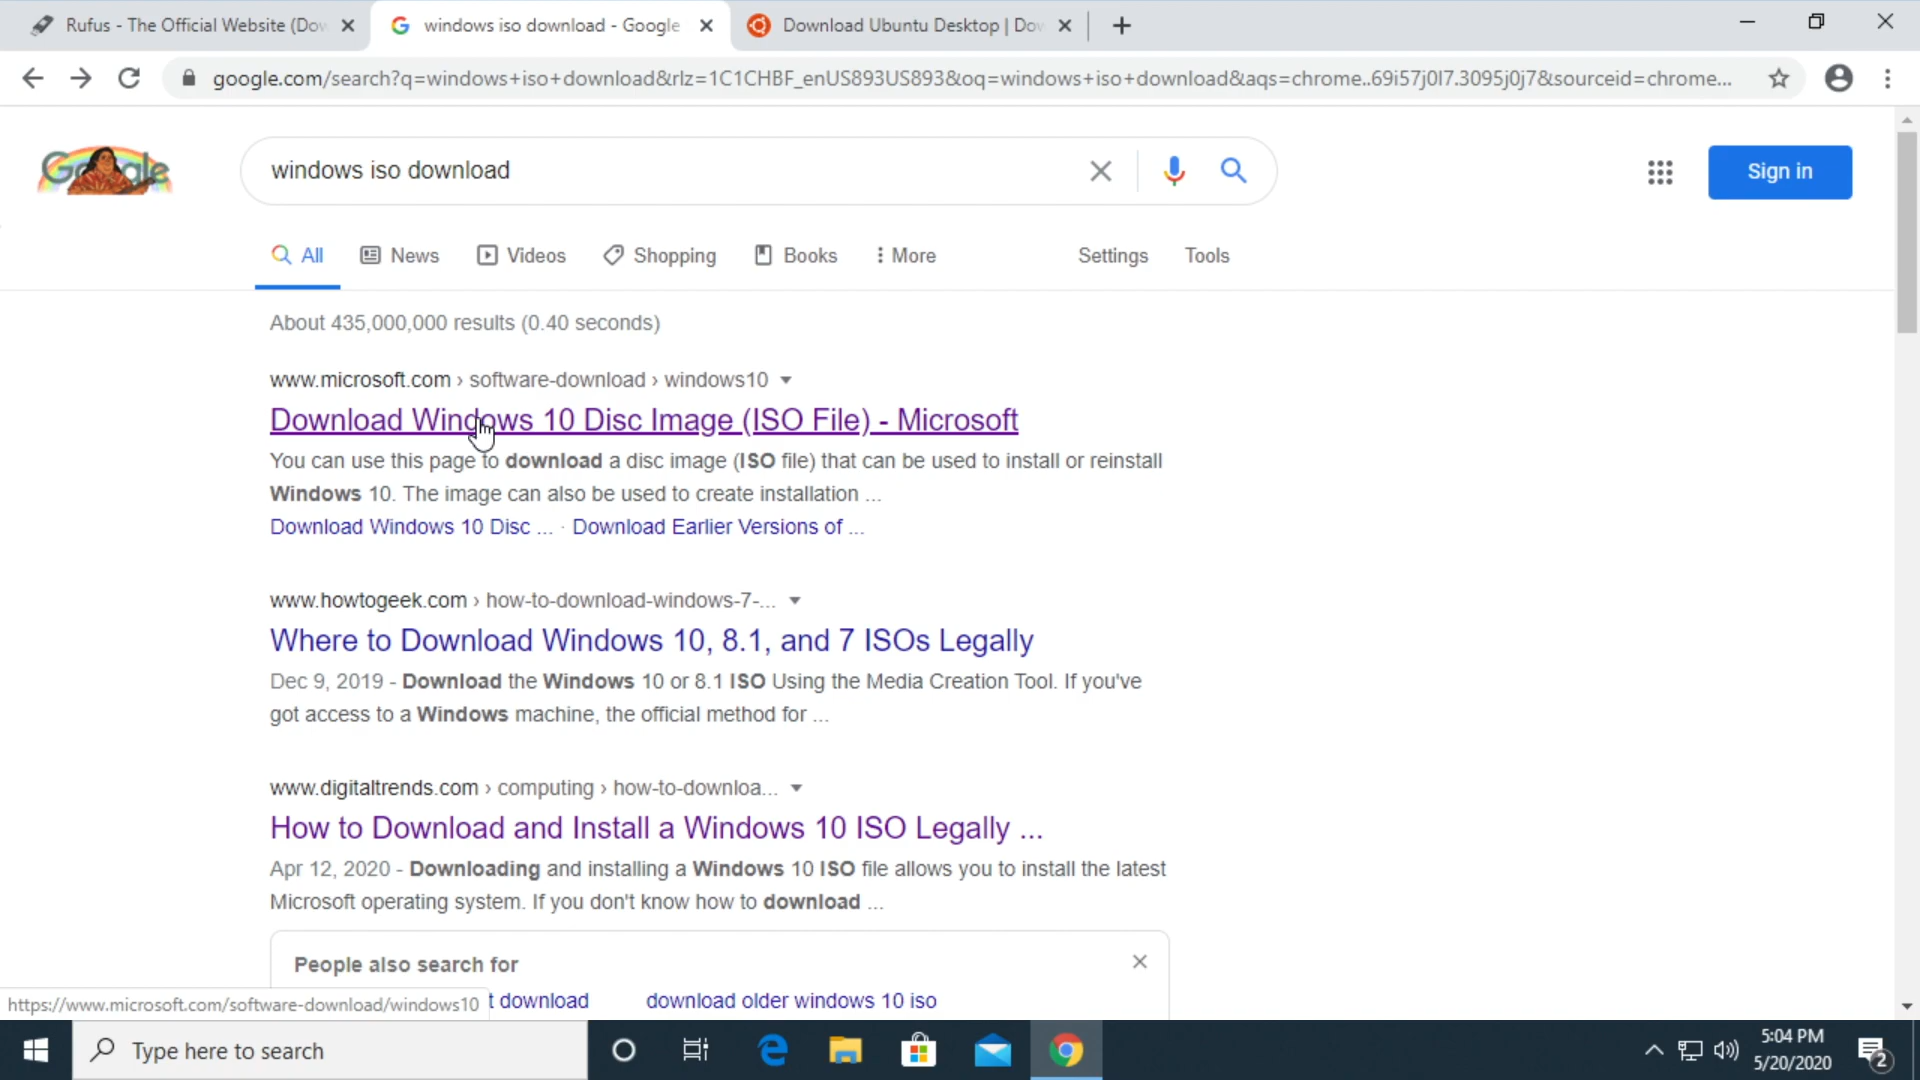 Rufus - The Official Website (Dow
windows iso download - Google
Download Ubuntu Desktop | Dow
google.com/search?q=windows+iso+download&rlz=1C1CHBF_enUS893US893&oq=windows+iso+download&aqs=chrome..69i57j0l7.3095j0j7&sourceid=chrome...
Google
windows iso download
Sign in
All
News
Videos
Shopping
Books
More
Settings
Tools
About 435,000,000 results (0.40 seconds)
www.microsoft.com › software-download › windows10
Download Windows 10 Disc Image (ISO File) - Microsoft
You can use this page to download a disc image (ISO file) that can be used to install or reinstall
Windows 10. The image can also be used to create installation ...
Download Windows 10 Disc ... · Download Earlier Versions of ...
www.howtogeek.com › how-to-download-windows-7-...
Where to Download Windows 10, 8.1, and 7 ISOs Legally
Dec 9, 2019 - Download the Windows 10 or 8.1 ISO Using the Media Creation Tool. If you've
got access to a Windows machine, the official method for ...
www.digitaltrends.com › computing › how-to-downloa...
How to Download and Install a Windows 10 ISO Legally ...
Apr 12, 2020 - Downloading and installing a Windows 10 ISO file allows you to install the latest
Microsoft operating system. If you don't know how to download ...
People also search for
https://www.microsoft.com/software-download/windows10
t download
download older windows 10 iso
Type here to search
5:04 PM
5/20/2020
2